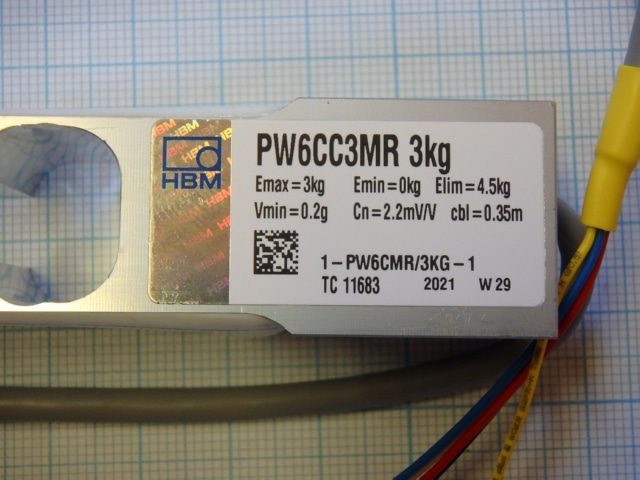 HBM
PW6CC3MR 3kg
Emax=3kg Emin=0kg Elim=4.5kg
Vmin=0.2g Cn=2.2mV/V cbl=0.35m
1-PW6CMR/3KG-1
TC 11683 2021 W 29